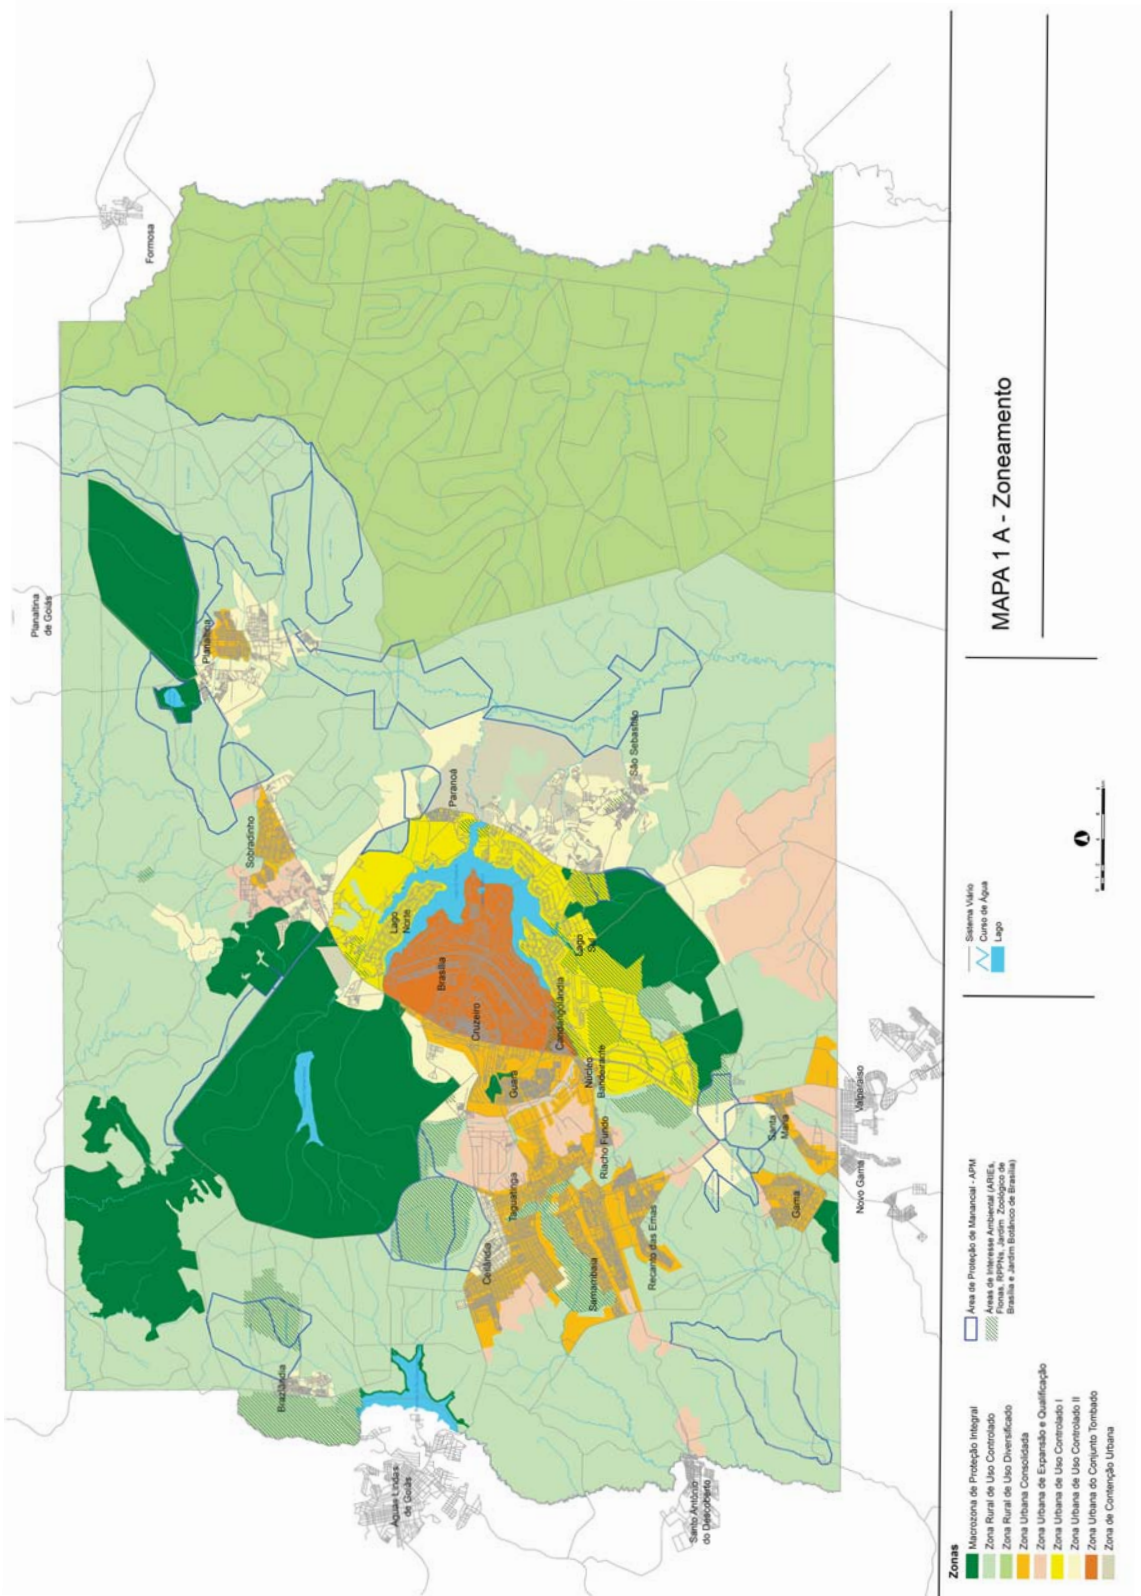 Planaltina
de Goiás
Formosa
Planaltina
Sobradinho
Brazlândia
Águas Lindas
de Goiás
Lago
Norte
Brasília
Cruzeiro
Paranoá
Guará
Candangolândia
Lago
Sul
Núcleo
Bandeirante
São Sebastião
Taguatinga
Ceilândia
Riacho Fundo
Samambaia
Recanto das Emas
Santo Antônio
do Descoberto
Santa
Maria
Gama
Novo Gama
Valparaíso
Zonas
Macrozona de Proteção Integral
Zona Rural de Uso Controlado
Zona Rural de Uso Diversificado
Zona Urbana Consolidada
Zona Urbana de Expansão e Qualificação
Zona Urbana de Uso Controlado I
Zona Urbana de Uso Controlado II
Zona Urbana do Conjunto Tombado
Zona de Contenção Urbana
Área de Proteção de Manancial - APM
Áreas de Interesse Ambiental (ARIEs,
Flonas, RPPNs, Jardim Zoológico de
Brasília e Jardim Botânico de Brasília)
Sistema Viário
Curso de Água
Lago
MAPA 1 A - Zoneamento